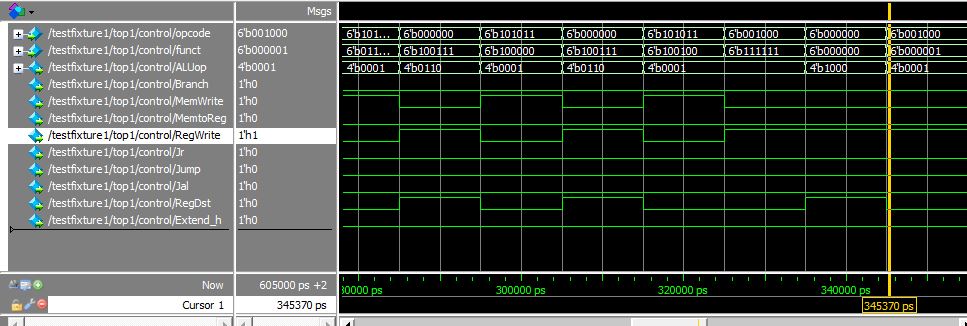 Msgs
/testfixture1/top1/control/opcode 6'b001000 6'b101... 6'b000000 6'b101011 6'b000000 6'b101011 6'b001000 6'b000000 6'b001000
/testfixture1/top1/control/funct 6'b000001 6'b011... 6'b100111 6'b100000 6'b100111 6'b100100 6'b111111 6'b000000 6'b000001
/testfixture1/top1/control/ALUop 4'b0001 4'b0001 4'b0110 4'b0001 4'b0110 4'b0001 4'b1000 4'b0001
/testfixture1/top1/control/Branch 1'h0
/testfixture1/top1/control/MemWrite 1'h0
/testfixture1/top1/control/MemtoReg 1'h0
/testfixture1/top1/control/RegWrite 1'h1
/testfixture1/top1/control/Jr 1'h0
/testfixture1/top1/control/Jump 1'h0
/testfixture1/top1/control/Jal 1'h0
/testfixture1/top1/control/RegDst 1'h0
/testfixture1/top1/control/Extend_h 1'h0
Now 605000 ps +2 80000 ps 300000 ps 320000 ps 340000 ps
Cursor 1 345370 ps 345370 ps